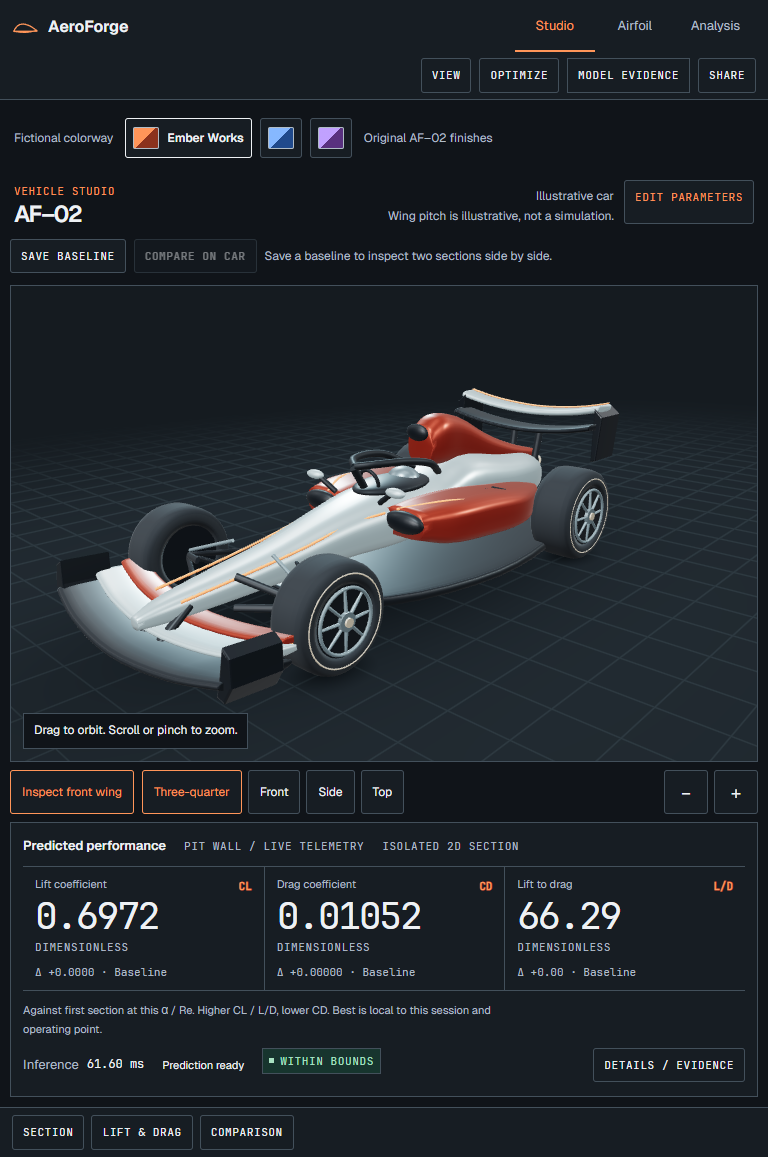 AeroForge
Studio Airfoil Analysis
VIEW OPTIMIZE MODEL EVIDENCE SHARE
Fictional colorway Ember Works Original AF–02 finishes
VEHICLE STUDIO
AF–02
Illustrative car
Wing pitch is illustrative, not a simulation.
EDIT PARAMETERS
SAVE BASELINE COMPARE ON CAR Save a baseline to inspect two sections side by side.
Drag to orbit. Scroll or pinch to zoom.
Inspect front wing Three-quarter Front Side Top − +
Predicted performance PIT WALL / LIVE TELEMETRY ISOLATED 2D SECTION
Lift coefficient CL
0.6972
DIMENSIONLESS
Δ +0.0000 · Baseline
Drag coefficient CD
0.01052
DIMENSIONLESS
Δ +0.00000 · Baseline
Lift to drag L/D
66.29
DIMENSIONLESS
Δ +0.00 · Baseline
Against first section at this α / Re. Higher CL / L/D, lower CD. Best is local to this session and
operating point.
Inference 61.60 ms Prediction ready WITHIN BOUNDS DETAILS / EVIDENCE
SECTION LIFT & DRAG COMPARISON